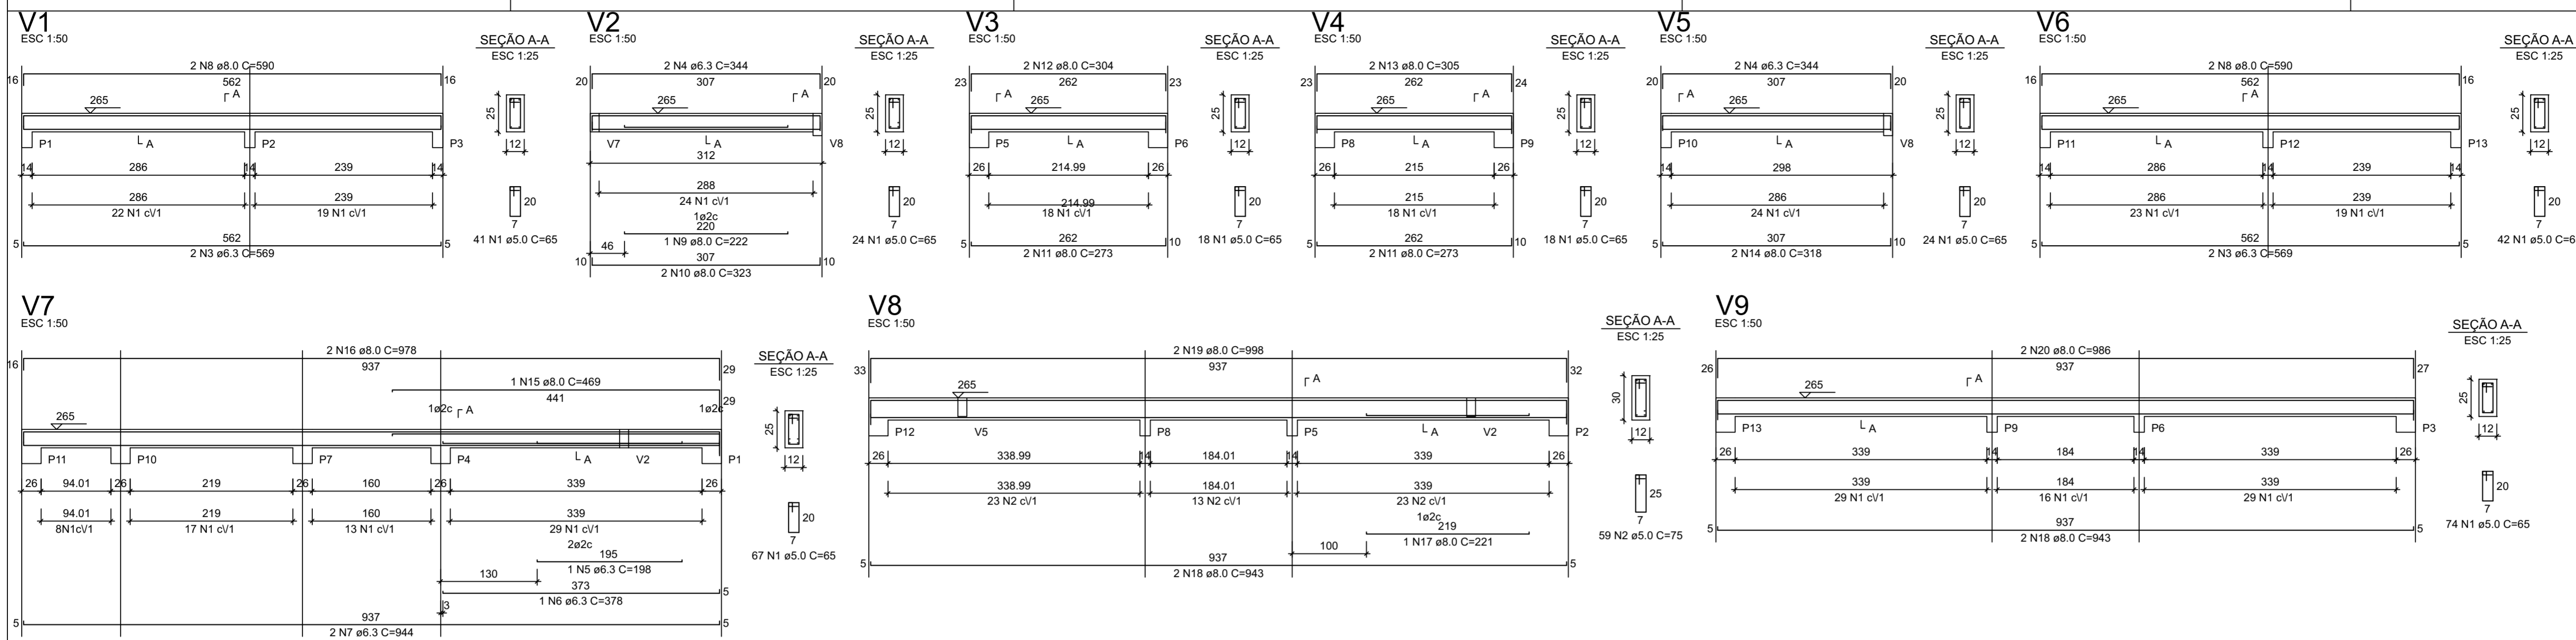 V1
ESC 1:50
SEÇÃO A-A
ESC 1:25
2 N8 ø8.0 C=590
16
562
16
A
265
25
P1
A
P2
P3
12
14
286
14
239
14
286
239
22 N1 c\/1
19 N1 c\/1
20
7
41 N1 ø5.0 C=65
5
562
5
2 N3 ø6.3 C=569
V2
ESC 1:50
SEÇÃO A-A
ESC 1:25
2 N4 ø6.3 C=344
20
307
20
A
265
25
V7
A
V8
12
312
288
24 N1 c\/1
20
7
24 N1 ø5.0 C=65
1ø2c
220
1 N9 ø8.0 C=222
46
10
307
10
2 N10 ø8.0 C=323
V3
ESC 1:50
SEÇÃO A-A
ESC 1:25
2 N12 ø8.0 C=304
23
262
23
A
265
25
P5
A
P6
12
26
214.99
26
214.99
18 N1 c\/1
20
7
18 N1 ø5.0 C=65
5
262
10
2 N11 ø8.0 C=273
V4
ESC 1:50
SEÇÃO A-A
ESC 1:25
2 N13 ø8.0 C=305
23
262
24
A
265
25
P8
A
P9
12
26
215
26
215
18 N1 c\/1
20
7
18 N1 ø5.0 C=65
5
262
10
2 N11 ø8.0 C=273
V5
ESC 1:50
SEÇÃO A-A
ESC 1:25
2 N4 ø6.3 C=344
20
307
20
A
265
25
P10
A
V8
12
14
298
286
24 N1 c\/1
20
7
24 N1 ø5.0 C=65
5
307
10
2 N14 ø8.0 C=318
V6
ESC 1:50
SEÇÃO A-A
ESC 1:25
2 N8 ø8.0 C=590
16
562
16
A
265
25
P11
A
P12
P13
12
14
286
14
239
14
286
239
23 N1 c\/1
19 N1 c\/1
20
7
42 N1 ø5.0 C=6
5
562
5
2 N3 ø6.3 C=569
V7
ESC 1:50
SEÇÃO A-A
ESC 1:25
2 N16 ø8.0 C=978
16
937
29
1 N15 ø8.0 C=469
441
29
1ø2c
A
1ø2c
265
25
P11
P10
P7
P4
A
V2
P1
12
26
94.01
26
219
26
160
26
339
26
94.01
219
160
339
8N1c\/1
17 N1 c\/1
13 N1 c\/1
29 N1 c\/1
20
7
67 N1 ø5.0 C=65
2ø2c
195
1 N5 ø6.3 C=198
130
373
5
1 N6 ø6.3 C=378
3
5
937
5
2 N7 ø6.3 C=944
V8
ESC 1:50
SEÇÃO A-A
ESC 1:25
2 N19 ø8.0 C=998
33
937
32
A
265
30
P12
V5
P8
P5
A
V2
P2
12
26
338.99
14
184.01
14
339
26
338.99
184.01
339
23 N2 c\/1
13 N2 c\/1
23 N2 c\/1
25
7
59 N2 ø5.0 C=75
1ø2c
219
1 N17 ø8.0 C=221
100
5
937
5
2 N18 ø8.0 C=943
V9
ESC 1:50
SEÇÃO A-A
ESC 1:25
2 N20 ø8.0 C=986
26
937
27
A
265
25
P13
A
P9
P6
P3
12
26
339
14
184
14
339
26
339
184
339
29 N1 c\/1
16 N1 c\/1
29 N1 c\/1
20
7
74 N1 ø5.0 C=65
5
937
5
2 N18 ø8.0 C=943